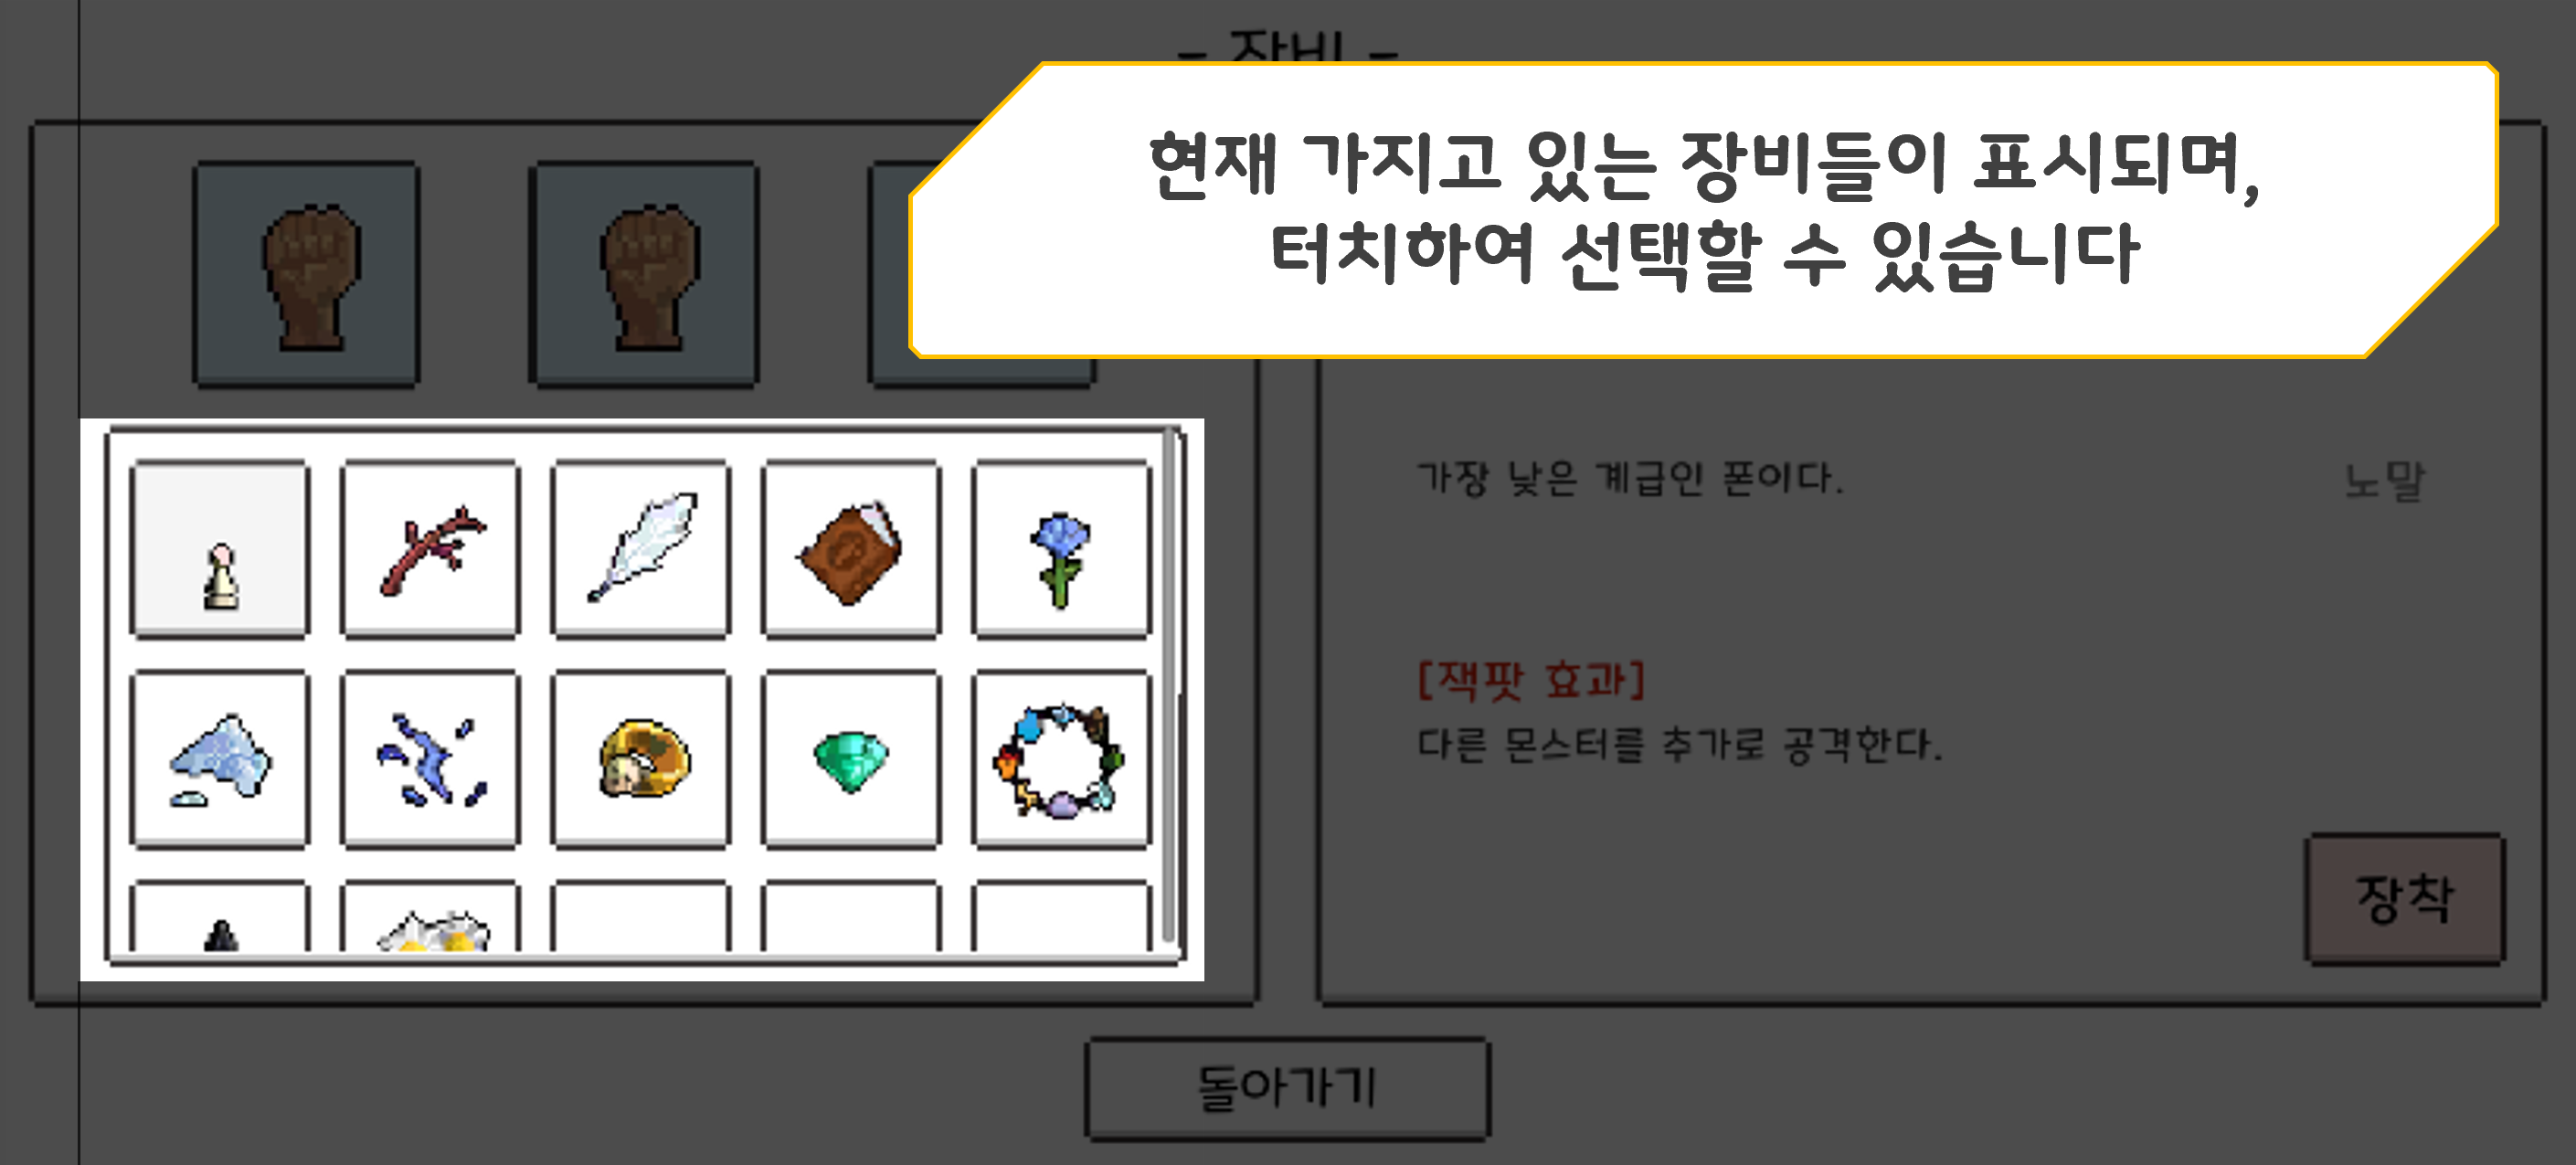 - 장비 -
현재 가지고 있는 장비들이 표시되며,
터치하여 선택할 수 있습니다
가장 낮은 계급인 폰이다.
노말
[잭팟 효과]
다른 몬스터를 추가로 공격한다.
장착
돌아가기